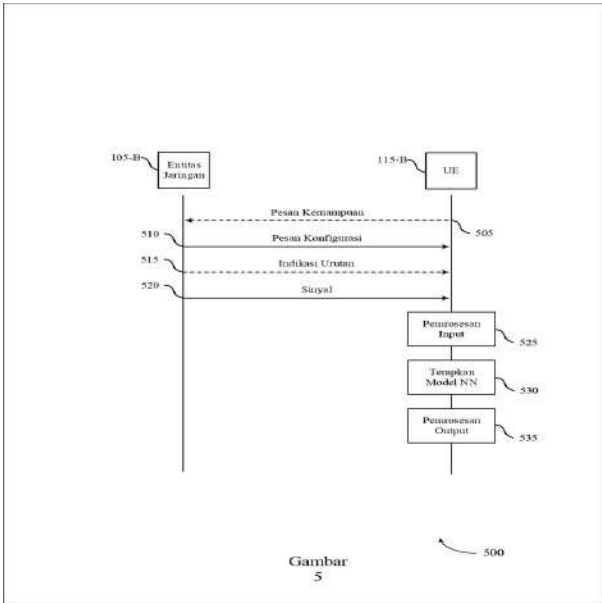 105-B
Entitas
Jaringan
115-B
UE
Pesan Kemampuan
505
510
Pesan Konfigurasi
515
Indikasi Urutan
520
Sinyal
Pemrosesan
Input
525
Terapkan
Model NN
530
Pemrosesan
Output
535
500
Gambar
5